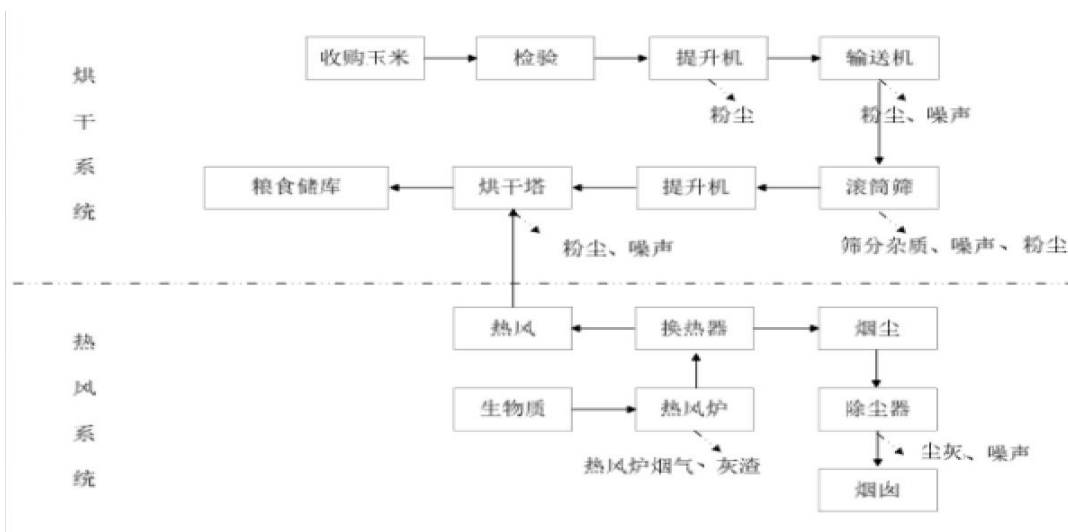 烘干系统
收购玉米
检验
提升机
输送机
粉尘
粉尘、噪声
粮食储库
烘干塔
提升机
滚筒筛
粉尘、噪声
筛分杂质、噪声、粉尘
热风系统
热风
换热器
烟尘
生物质
热风炉
除尘器
热风炉烟气、灰渣
尘灰、噪声
烟囱